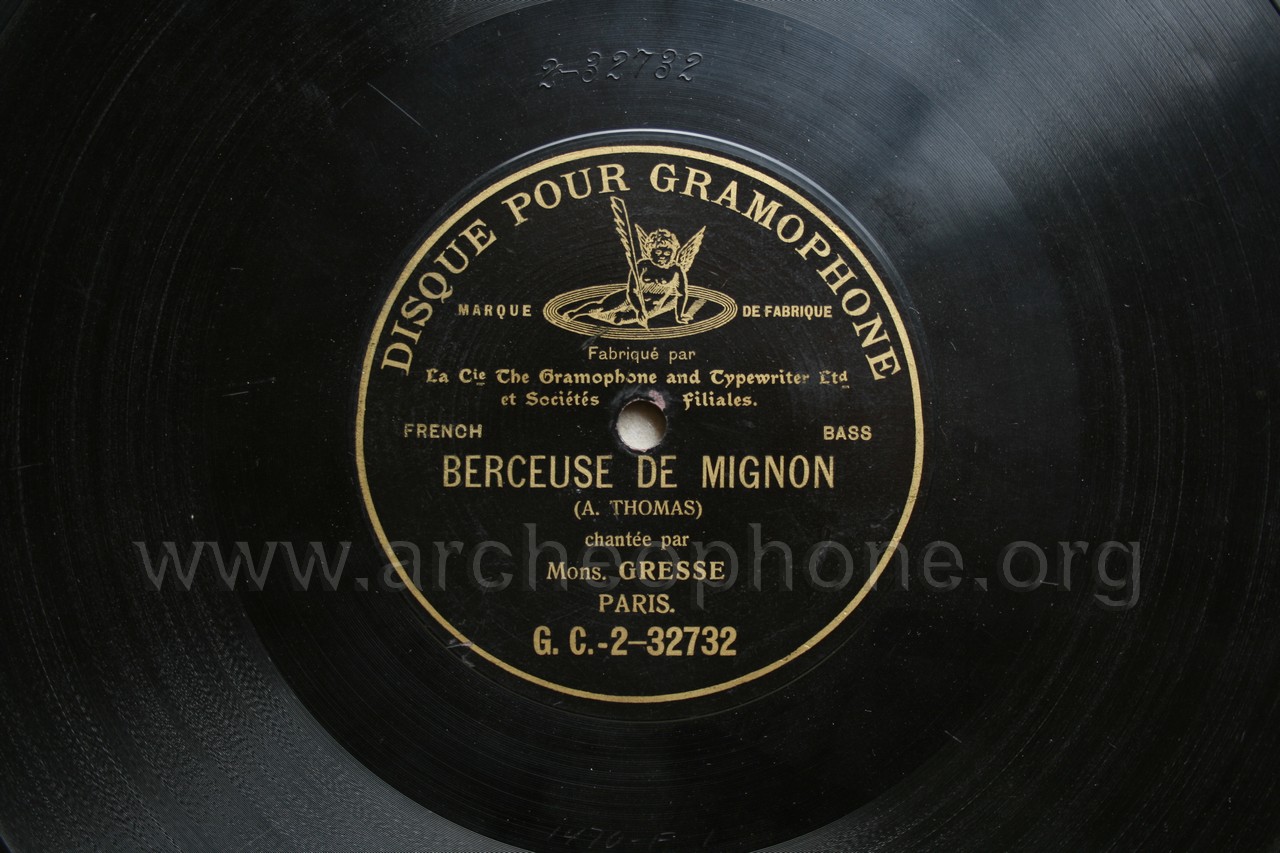 2-32732
DISQUE POUR GRAMOPHONE
MARQUE DE FABRIQUE
Fabriqué par
La Cie The Gramophone and Typewriter Ltd
et Sociétés filiales.
FRENCH BASS
BERCEUSE DE MIGNON
(A. THOMAS)
chantée par
www.archeophone.org
Mons. GRESSE
PARIS.
G. C.-2-32732